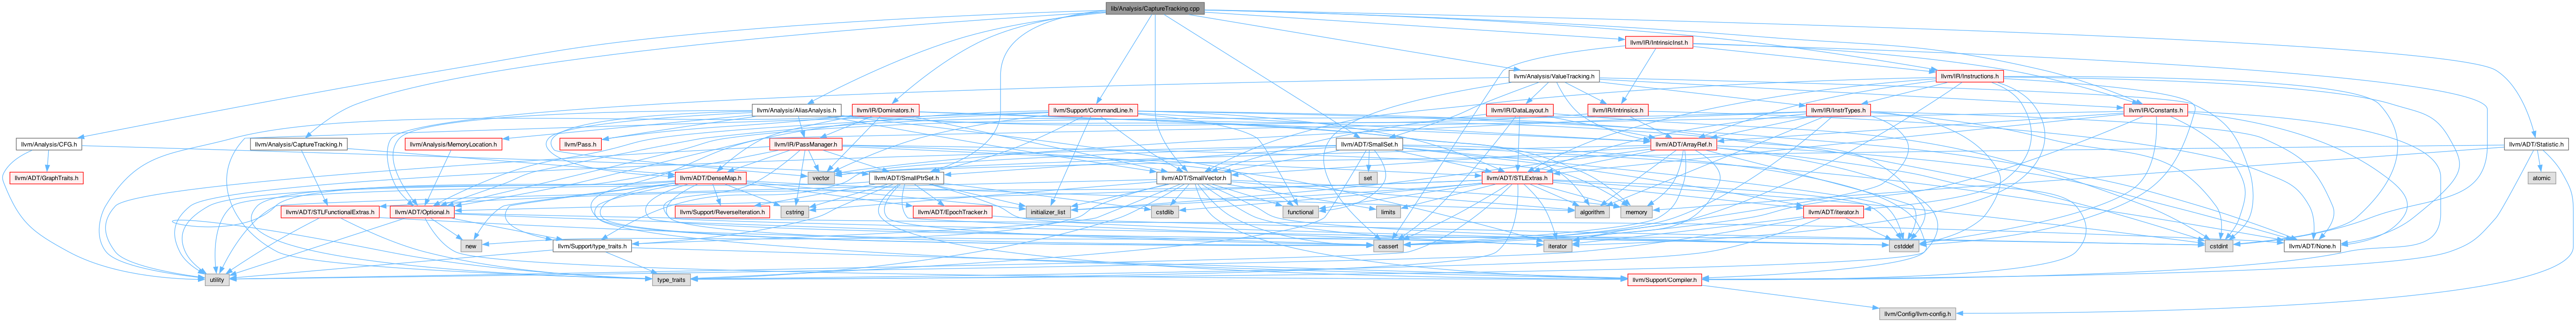 lib/Analysis/CaptureTracking.cpp
llvm/IR/IntrinsicInst.h
llvm/Analysis/ValueTracking.h
llvm/IR/Instructions.h
llvm/Analysis/AliasAnalysis.h
llvm/IR/Dominators.h
llvm/Support/CommandLine.h
llvm/IR/DataLayout.h
llvm/IR/Intrinsics.h
llvm/IR/InstrTypes.h
llvm/IR/Constants.h
llvm/Analysis/CFG.h
llvm/Analysis/CaptureTracking.h
llvm/Analysis/MemoryLocation.h
llvm/Pass.h
llvm/IR/PassManager.h
llvm/ADT/SmallSet.h
llvm/ADT/ArrayRef.h
llvm/ADT/Statistic.h
llvm/ADT/GraphTraits.h
llvm/ADT/DenseMap.h
vector
llvm/ADT/SmallPtrSet.h
llvm/ADT/SmallVector.h
set
llvm/ADT/STLExtras.h
atomic
llvm/ADT/STLFunctionalExtras.h
llvm/ADT/Optional.h
llvm/Support/ReverseIteration.h
cstring
llvm/ADT/EpochTracker.h
initializer_list
cstdlib
functional
limits
algorithm
memory
llvm/ADT/iterator.h
new
llvm/Support/type_traits.h
cassert
iterator
cstddef
cstdint
llvm/ADT/None.h
utility
type_traits
llvm/Support/Compiler.h
llvm/Config/llvm-config.h